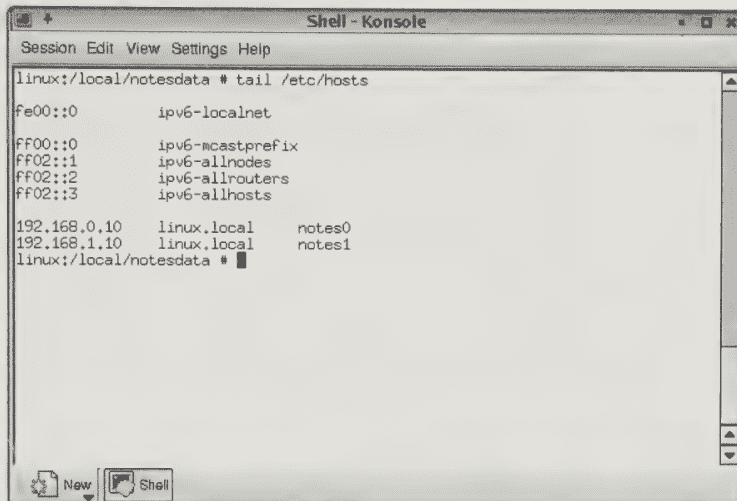 Shell - Konsole
Session Edit View Settings Help
linux:/local/notesdata # tail /etc/hosts
fe00::0 ipv6-localnet
ff00::0 ipv6-mcastprefix
ff02::1 ipv6-allnodes
ff02::2 ipv6-allrouters
ff02::3 ipv6-allhosts
192.168.0.10 linux.local notes0
192.168.1.10 linux.local notes1
linux:/local/notesdata #
New
Shell